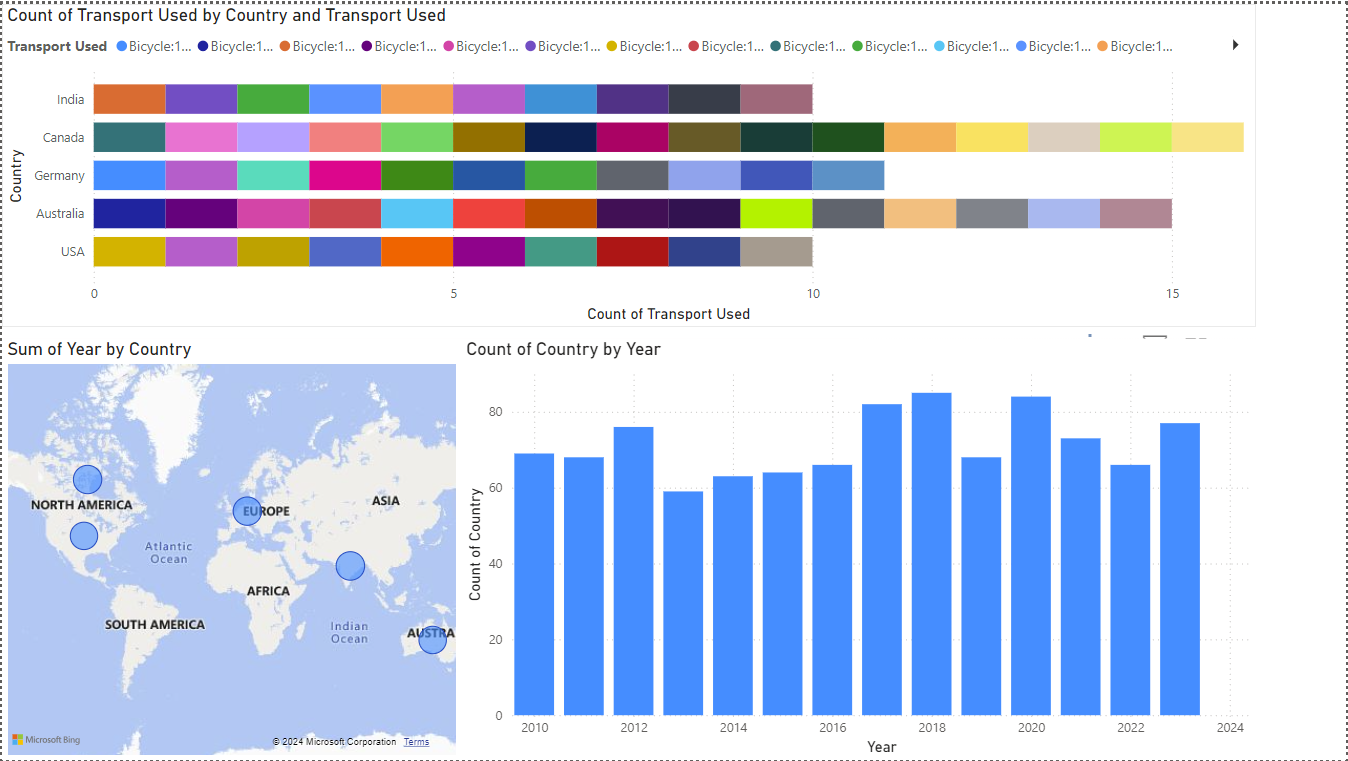 Count of Transport Used by Country and Transport Used
Transport Used Bicycle:1... Bicycle:1... Bicycle:1... Bicycle:1... Bicycle:1... Bicycle:1... Bicycle:1... Bicycle:1... Bicycle:1... Bicycle:1... Bicycle:1... Bicycle:1... Bicycle:1...
Country
India
Canada
Germany
Australia
USA
0 5 10 15
Count of Transport Used
Sum of Year by Country
NORTH AMERICA
EUROPE
ASIA
Atlantic
Ocean
AFRICA
SOUTH AMERICA
Indian
Ocean
AUSTRA
Microsoft Bing
© 2024 Microsoft Corporation Terms
Count of Country by Year
Count of Country
80
60
40
20
0
2010 2012 2014 2016 2018 2020 2022 2024
Year